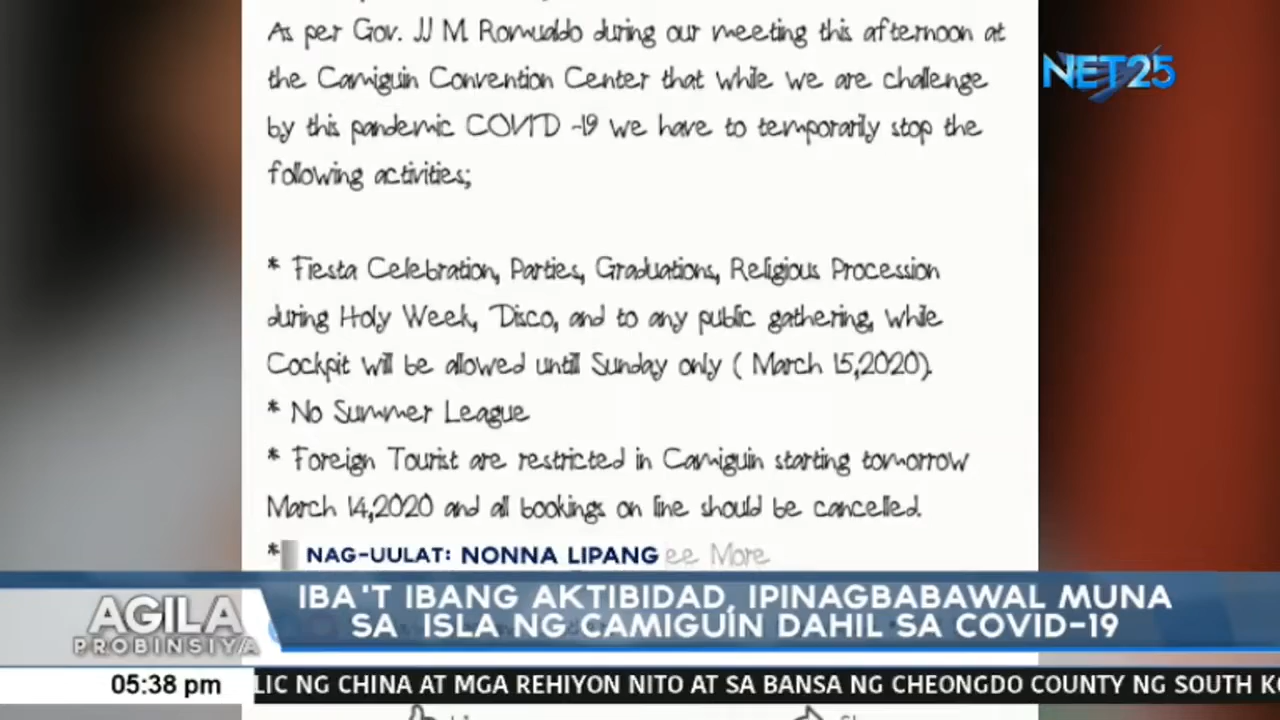 As per Gov. JJ M. Romualdo during our meeting this afternoon at
the Camiguin Convention Center that while we are challenge
by this pandemic COVID -19 we have to temporarily stop the
following activities;
* Fiesta Celebration, Parties, Graduations, Religious Procession
during Holy Week, Disco, and to any public gathering, while
Cockpit will be allowed until Sunday only ( March 15,2020).
* No Summer League
* Foreign Tourist are restricted in Camiguin starting tomorrow
March 14,2020 and all bookings on line should be cancelled.
* ee More
NET25
NAG-UULAT: NONNA LIPANG
AGILA
PROBINSIYA
IBA'T IBANG AKTIBIDAD, IPINAGBABAWAL MUNA
SA ISLA NG CAMIGUIN DAHIL SA COVID-19
05:38 pm
LIC NG CHINA AT MGA REHIYON NITO AT SA BANSA NG CHEONGDO COUNTY NG SOUTH K